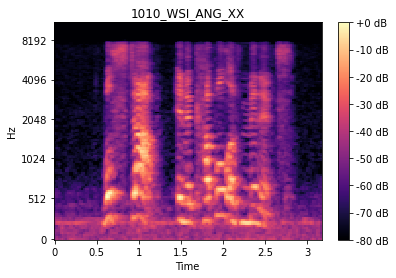 1010_WSI_ANG_XX
+0 dB
8192
-10 dB
4096
-20 dB
-30 dB
2048
-40 dB
Hz
1024
-50 dB
512
-60 dB
-70 dB
0
-80 dB
0 0.5 1 1.5 2 2.5 3
Time